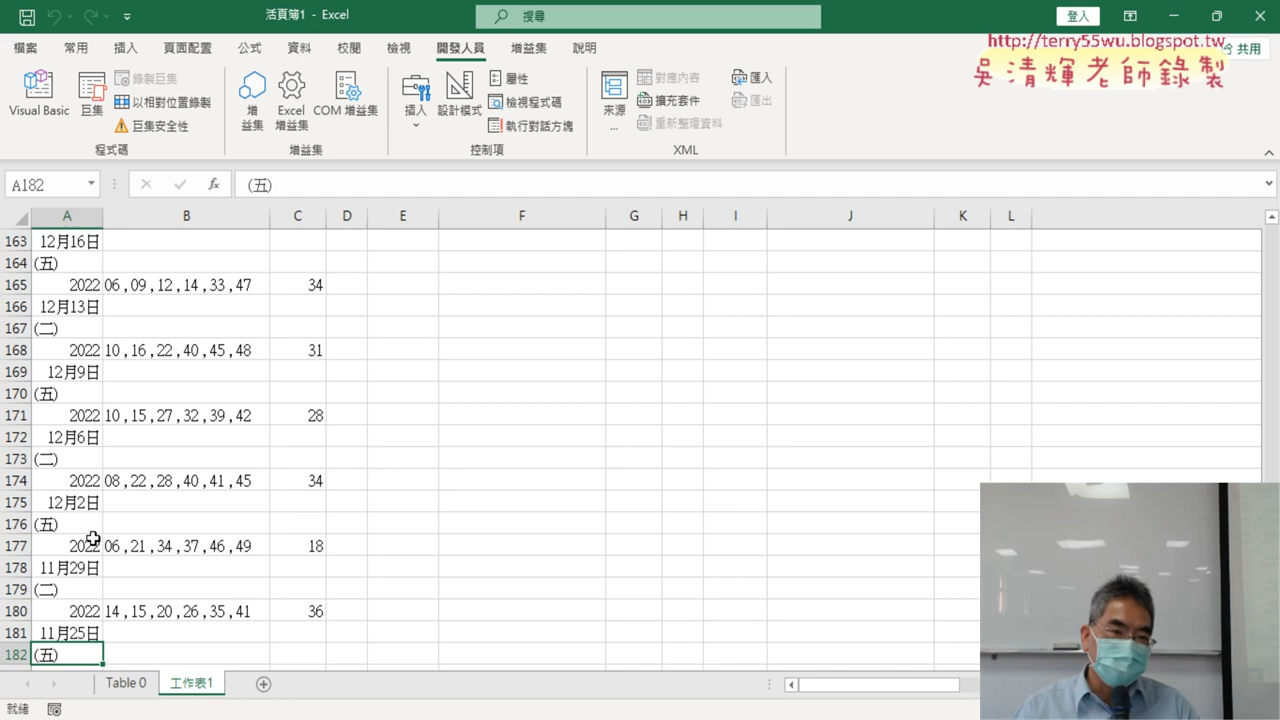 活頁簿1 - Excel
搜尋
登入
檔案 常用 插入 頁面配置 公式 資料 校閱 檢視 開發人員 增益集 說明
共用
http://terry55wu.blogspot.tw
吳清輝老師錄製
Visual Basic
巨集
錄製巨集
以相對位置錄製
巨集安全性
程式碼
增益集
Excel 增益集
COM 增益集
增益集
插入
設計模式
屬性
檢視程式碼
執行對話方塊
控制項
來源
...
對應內容
擴充套件
重新整理資料
匯入
匯出
XML
A182
fx
(五)
A B C D E F G H I J K L
163 12月16日
164 (五)
165 2022 06 ,09 ,12 ,14 ,33 ,47 34
166 12月13日
167 (二)
168 2022 10 ,16 ,22 ,40 ,45 ,48 31
169 12月9日
170 (五)
171 2022 10 ,15 ,27 ,32 ,39 ,42 28
172 12月6日
173 (二)
174 2022 08 ,22 ,28 ,40 ,41 ,45 34
175 12月2日
176 (五)
177 2022 06 ,21 ,34 ,37 ,46 ,49 18
178 11月29日
179 (二)
180 2022 14 ,15 ,20 ,26 ,35 ,41 36
181 11月25日
182 (五)
Table 0
工作表1
就緒